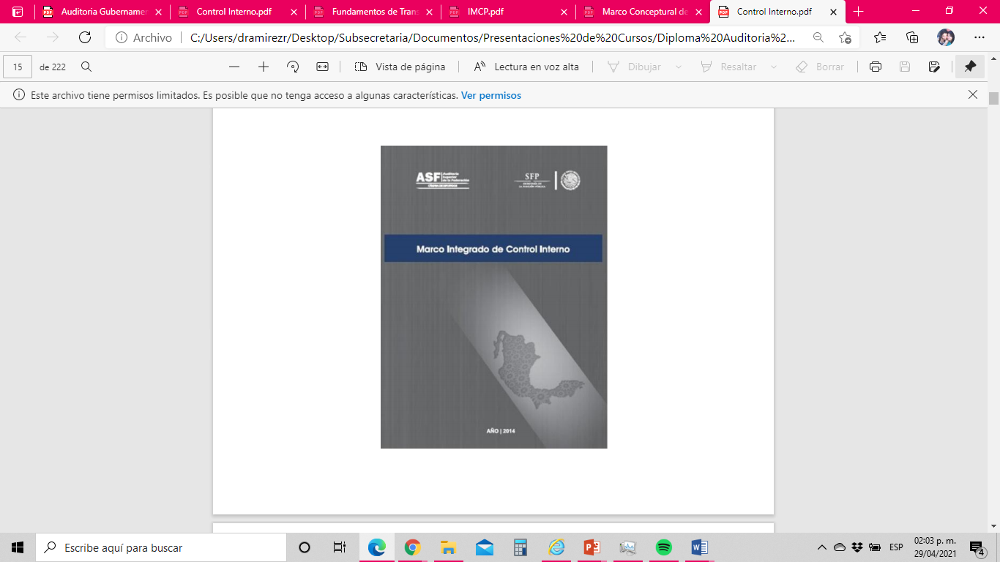 Auditoria Gubernamer
Control Interno.pdf
Fundamentos de Trans
IMCP.pdf
Marco Conceptural de
Control Interno.pdf
Archivo
C:/Users/dramirezr/Desktop/Subsecretaria/Documentos/Presentaciones%20de%20Cursos/Diploma%20Auditoria%2...
15
de 222
Vista de página
Lectura en voz alta
Dibujar
Resaltar
Borrar
Este archivo tiene permisos limitados. Es posible que no tenga acceso a algunas características. Ver permisos
ASF
Auditoría
Superior
de la Federación
CÁMARA DE DIPUTADOS
SFP
SECRETARÍA DE
LA FUNCIÓN PÚBLICA
Marco Integrado de Control Interno
AÑO | 2014
Escribe aquí para buscar
ESP
02:03 p. m.
29/04/2021
4